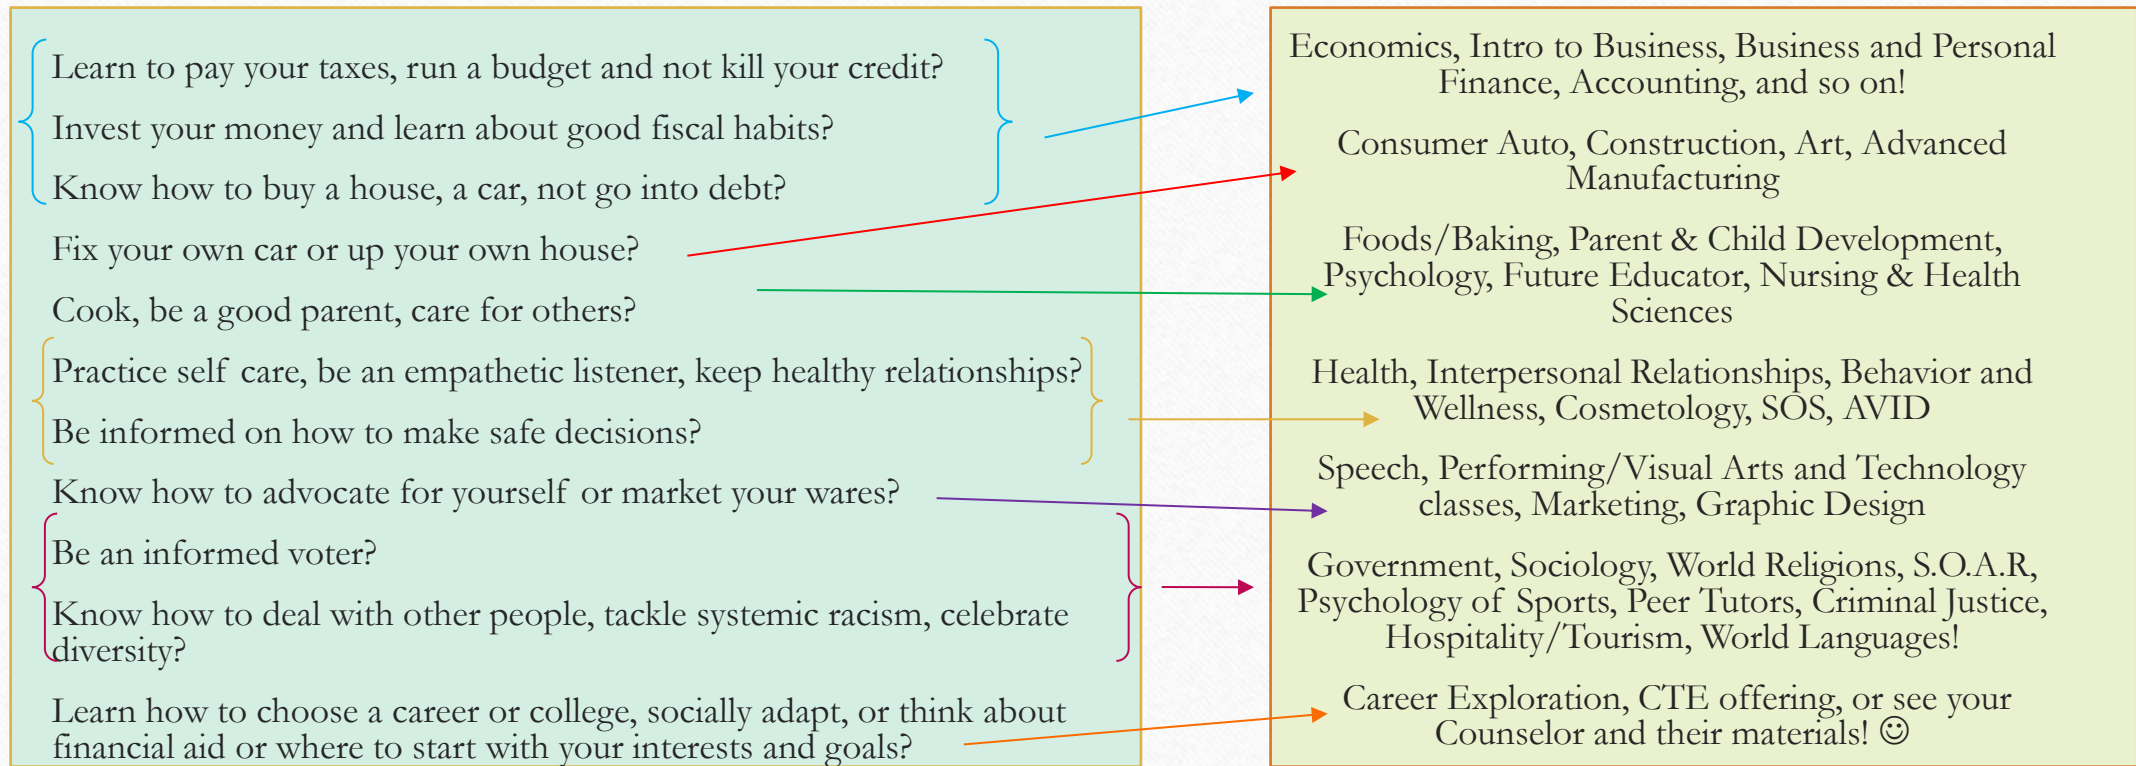 Learn to pay your taxes, run a budget and not kill your credit?
Invest your money and learn about good fiscal habits?
Know how to buy a house, a car, not go into debt?
Fix your own car or up your own house?
Cook, be a good parent, care for others?
Practice self care, be an empathetic listener, keep healthy relationships?
Be informed on how to make safe decisions?
Know how to advocate for yourself or market your wares?
Be an informed voter?
Know how to deal with other people, tackle systemic racism, celebrate
diversity?
Learn how to choose a career or college, socially adapt, or think about
financial aid or where to start with your interests and goals?
Economics, Intro to Business, Business and Personal
Finance, Accounting, and so on!
Consumer Auto, Construction, Art, Advanced
Manufacturing
Foods/Baking, Parent & Child Development,
Psychology, Future Educator, Nursing & Health
Sciences
Health, Interpersonal Relationships, Behavior and
Wellness, Cosmetology, SOS, AVID
Speech, Performing/Visual Arts and Technology
classes, Marketing, Graphic Design
Government, Sociology, World Religions, S.O.A.R,
Psychology of Sports, Peer Tutors, Criminal Justice,
Hospitality/Tourism, World Languages!
Career Exploration, CTE offering, or see your
Counselor and their materials! ☺